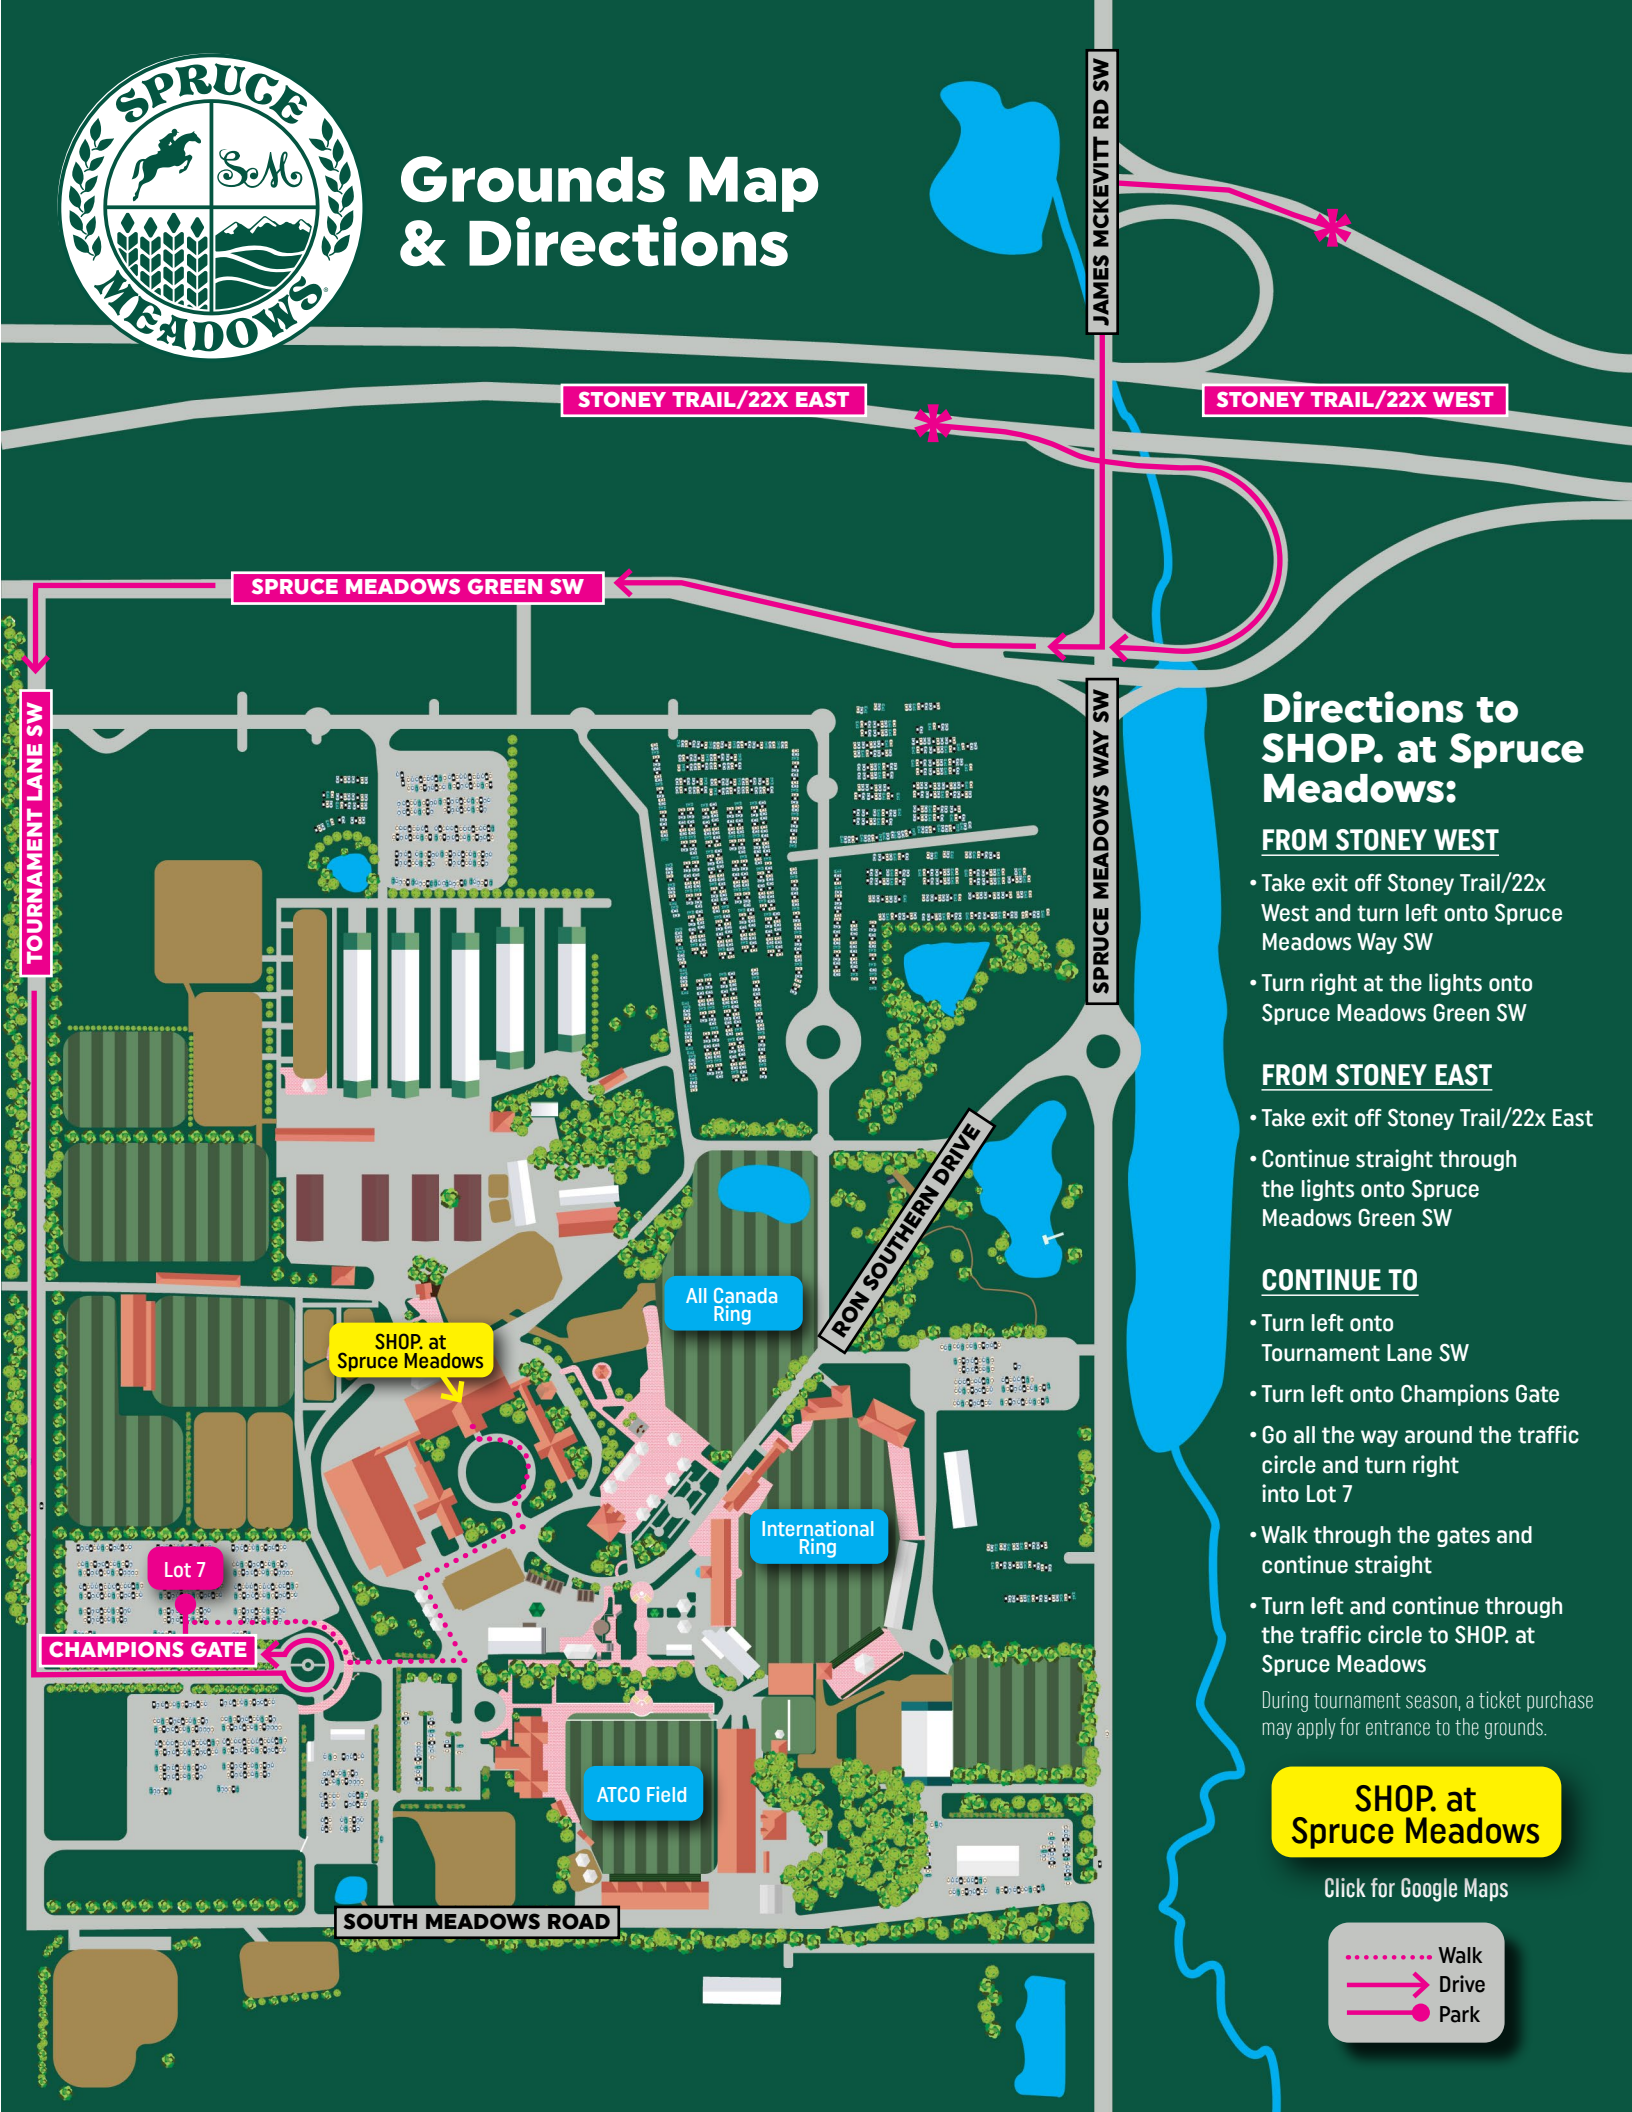 SPRUCE
SM
MEADOWS
®
Grounds Map
& Directions
JAMES MCKEVITT RD SW
STONEY TRAIL/22X EAST
STONEY TRAIL/22X WEST
SPRUCE MEADOWS GREEN SW
TOURNAMENT LANE SW
SPRUCE MEADOWS WAY SW
RON SOUTHERN DRIVE
All Canada
Ring
SHOP. at
Spruce Meadows
International
Ring
Lot 7
CHAMPIONS GATE
ATCO Field
SOUTH MEADOWS ROAD
Directions to
SHOP. at Spruce
Meadows:
FROM STONEY WEST
• Take exit off Stoney Trail/22x
West and turn left onto Spruce
Meadows Way SW
• Turn right at the lights onto
Spruce Meadows Green SW
FROM STONEY EAST
• Take exit off Stoney Trail/22x East
• Continue straight through
the lights onto Spruce
Meadows Green SW
CONTINUE TO
• Turn left onto
Tournament Lane SW
• Turn left onto Champions Gate
• Go all the way around the traffic
circle and turn right
into Lot 7
• Walk through the gates and
continue straight
• Turn left and continue through
the traffic circle to SHOP. at
Spruce Meadows
During tournament season, a ticket purchase
may apply for entrance to the grounds.
SHOP. at
Spruce Meadows
Click for Google Maps
Walk
Drive
Park